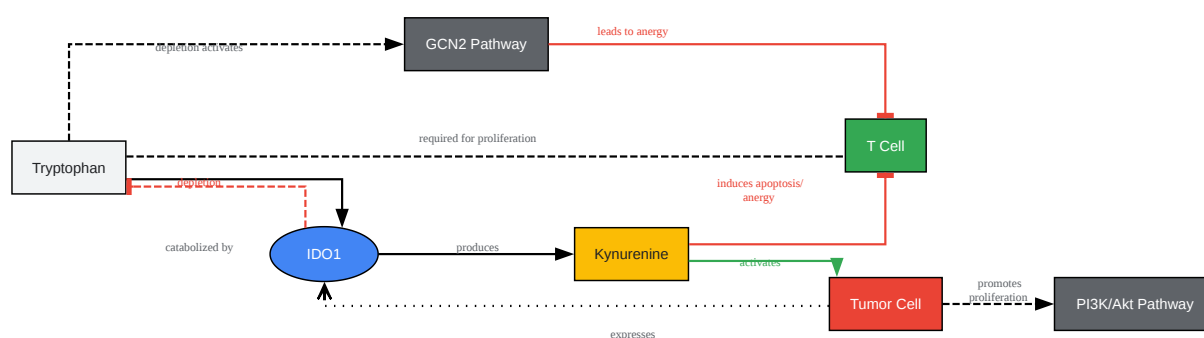 GCN2 Pathway
leads to anergy
depletion activates
required for proliferation
T Cell
Tryptophan
depletion
induces apoptosis/
anergy
catabolized by
IDO1
produces
Kynurenine
activates
Tumor Cell
promotes
proliferation
PI3K/Akt Pathway
expresses